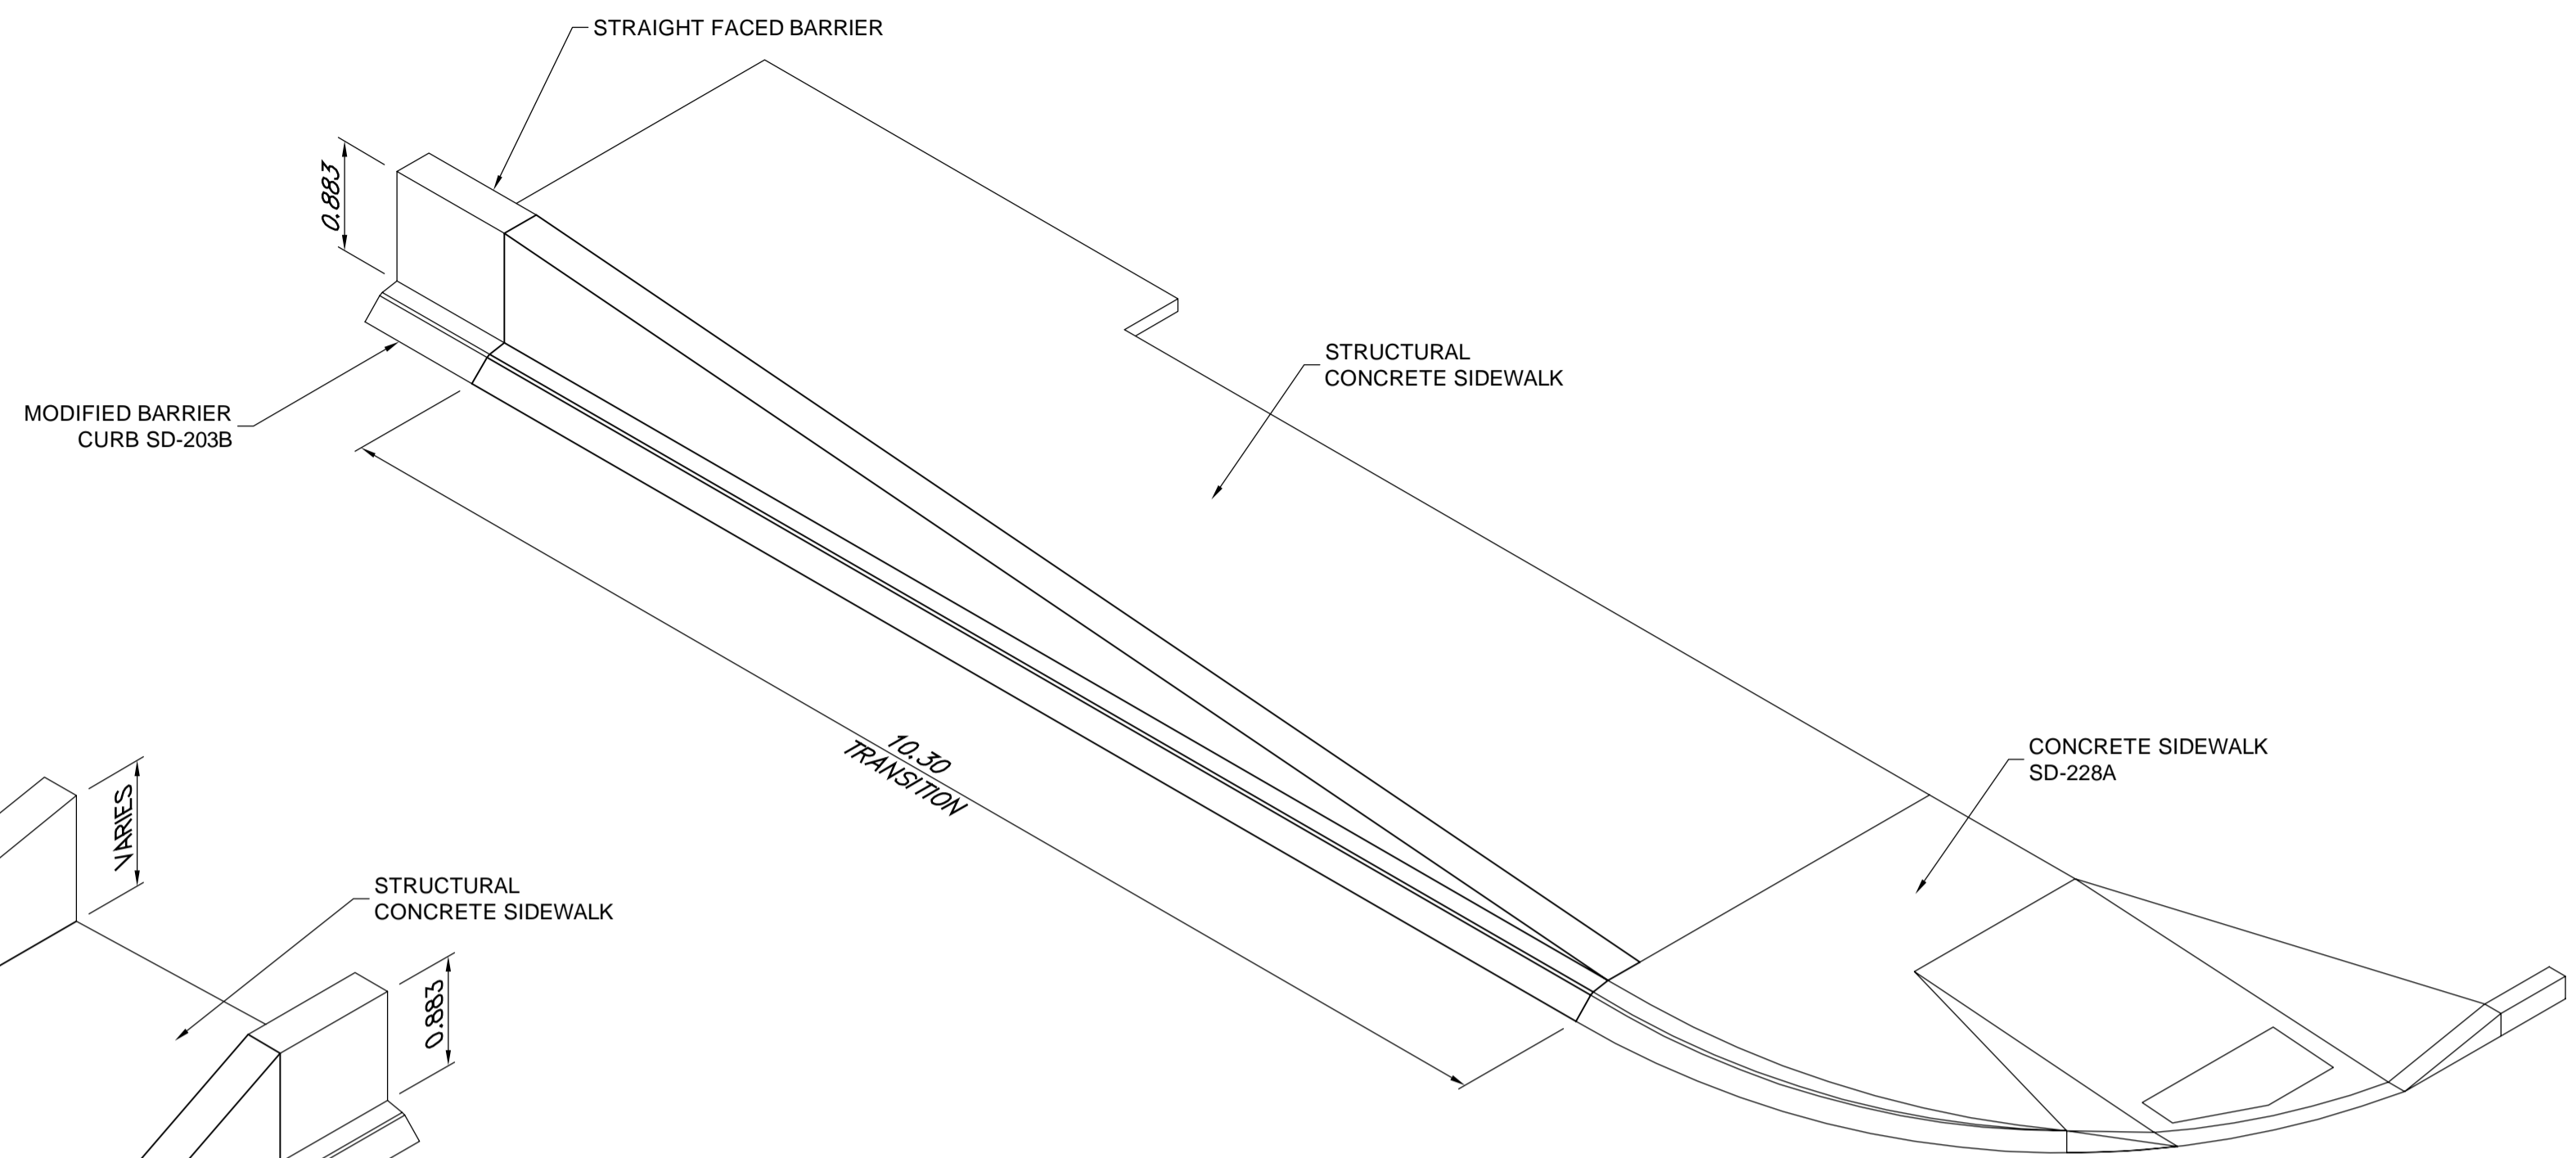 STRAIGHT FACED BARRIER
0.883
STRUCTURAL
CONCRETE SIDEWALK
MODIFIED BARRIER
CURB SD-203B
10.30
TRANSITION
CONCRETE SIDEWALK
SD-228A
VARIES
STRUCTURAL
CONCRETE SIDEWALK
0.883